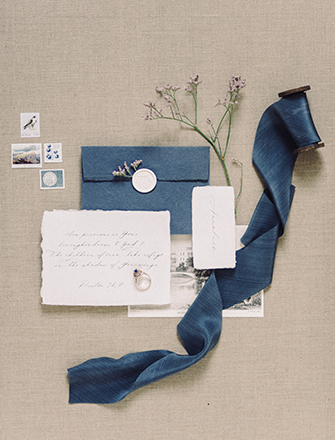 How precious is Your
lovingkindness O God!
The children of men take refuge
in the shadow of Your wings
Psalm 36:7